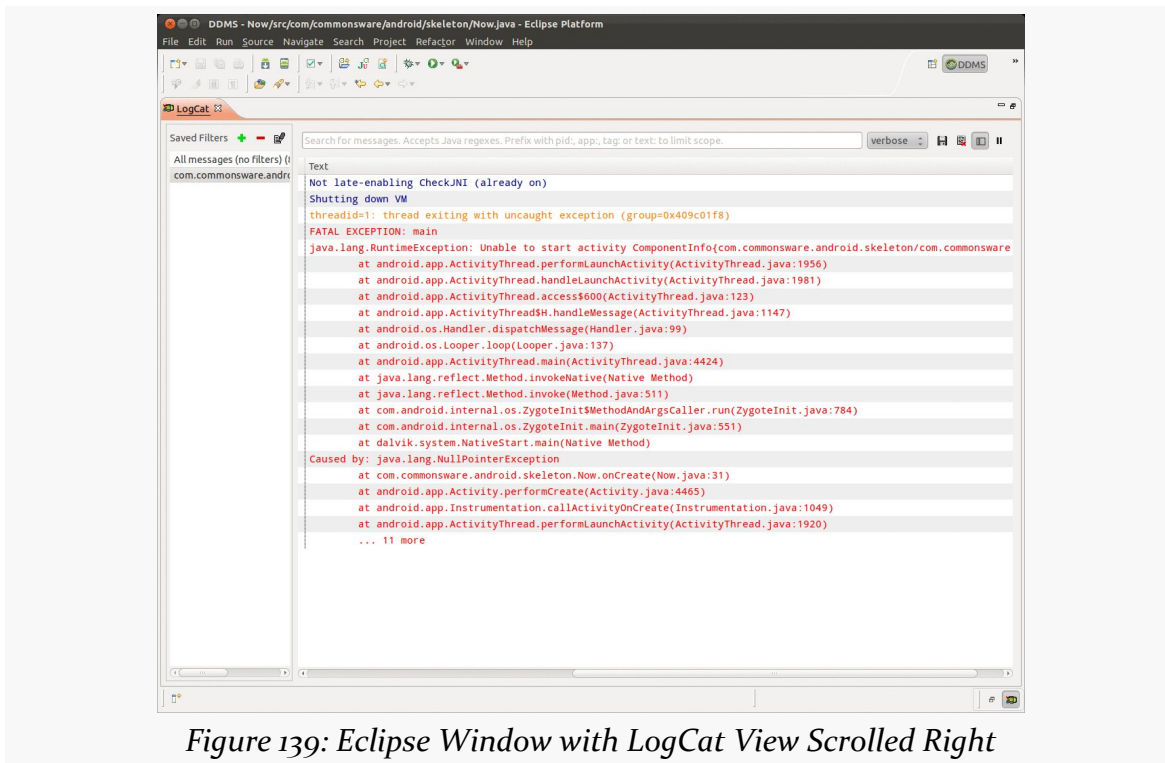 DDMS - Now/src/com/commonsware/android/skeleton/Now.java - Eclipse Platform
File Edit Run Source Navigate Search Project Refactor Window Help
DDMS
LogCat
Saved Filters
Search for messages. Accepts Java regexes. Prefix with pid:, app:, tag: or text: to limit scope.
verbose
All messages (no filters) (
com.commonsware.andro
Text
Not late-enabling CheckJNI (already on)
Shutting down VM
threadid=1: thread exiting with uncaught exception (group=0x409c01f8)
FATAL EXCEPTION: main
java.lang.RuntimeException: Unable to start activity ComponentInfo{com.commonsware.android.skeleton/com.commonsware
at android.app.ActivityThread.performLaunchActivity(ActivityThread.java:1956)
at android.app.ActivityThread.handleLaunchActivity(ActivityThread.java:1981)
at android.app.ActivityThread.access$600(ActivityThread.java:123)
at android.app.ActivityThread$H.handleMessage(ActivityThread.java:1147)
at android.os.Handler.dispatchMessage(Handler.java:99)
at android.os.Looper.loop(Looper.java:137)
at android.app.ActivityThread.main(ActivityThread.java:4424)
at java.lang.reflect.Method.invokeNative(Native Method)
at java.lang.reflect.Method.invoke(Method.java:511)
at com.android.internal.os.ZygoteInit$MethodAndArgsCaller.run(ZygoteInit.java:784)
at com.android.internal.os.ZygoteInit.main(ZygoteInit.java:551)
at dalvik.system.NativeStart.main(Native Method)
Caused by: java.lang.NullPointerException
at com.commonsware.android.skeleton.Now.onCreate(Now.java:31)
at android.app.Activity.performCreate(Activity.java:4465)
at android.app.Instrumentation.callActivityOnCreate(Instrumentation.java:1049)
at android.app.ActivityThread.performLaunchActivity(ActivityThread.java:1920)
... 11 more
Figure 139: Eclipse Window with LogCat View Scrolled Right